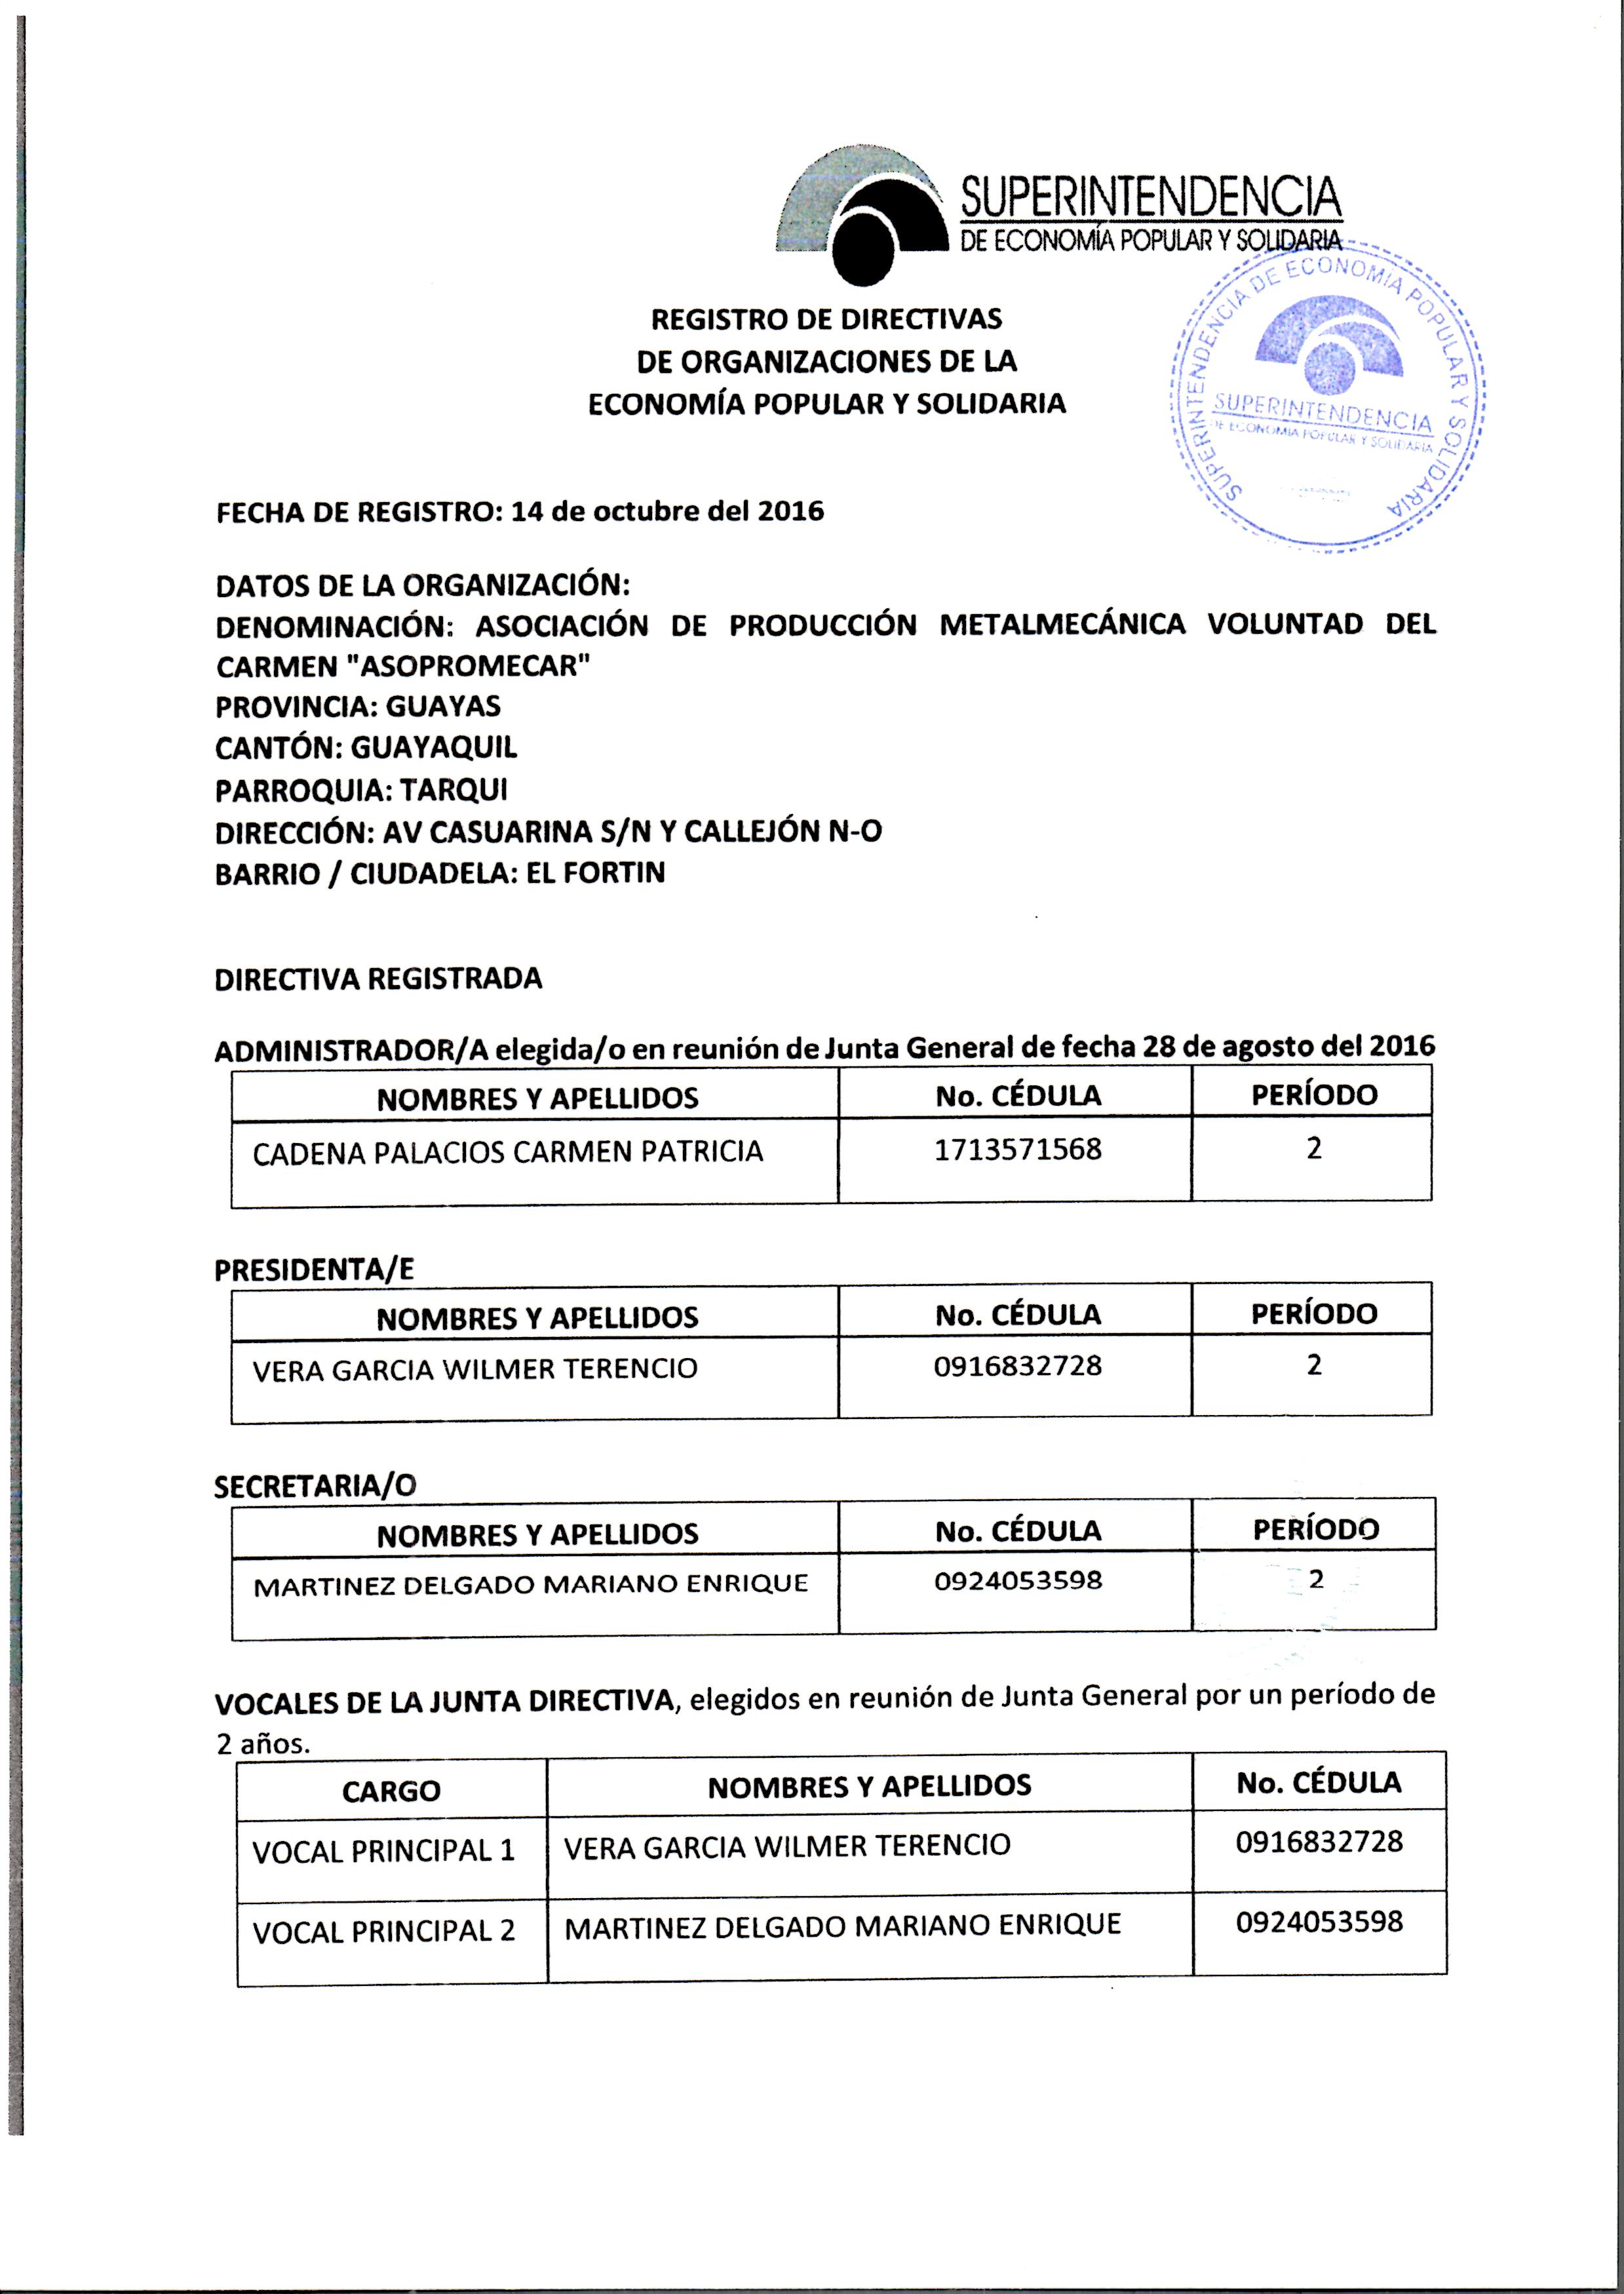 SUPERINTENDENCIA
DE ECONOMÍA POPULAR Y SOLIDARIA
REGISTRO DE DIRECTIVAS
DE ORGANIZACIONES DE LA
ECONOMÍA POPULAR Y SOLIDARIA
SUPERINTENDENCIA DE ECONOMÍA POPULAR Y SOLIDARIA
SUPERINTENDENCIA
DE ECONOMIA POPULAR Y SOLIDARIA
FECHA DE REGISTRO: 14 de octubre del 2016
DATOS DE LA ORGANIZACIÓN:
DENOMINACIÓN: ASOCIACIÓN DE PRODUCCIÓN METALMECÁNICA VOLUNTAD DEL
CARMEN "ASOPROMECAR"
PROVINCIA: GUAYAS
CANTÓN: GUAYAQUIL
PARROQUIA: TARQUI
DIRECCIÓN: AV CASUARINA S/N Y CALLEJÓN N-O
BARRIO / CIUDADELA: EL FORTIN
DIRECTIVA REGISTRADA
ADMINISTRADOR/A elegida/o en reunión de Junta General de fecha 28 de agosto del 2016
NOMBRES Y APELLIDOS No. CÉDULA PERÍODO
CADENA PALACIOS CARMEN PATRICIA 1713571568 2
PRESIDENTA/E
NOMBRES Y APELLIDOS No. CÉDULA PERÍODO
VERA GARCIA WILMER TERENCIO 0916832728 2
SECRETARIA/O
NOMBRES Y APELLIDOS No. CÉDULA PERÍODO
MARTINEZ DELGADO MARIANO ENRIQUE 0924053598 2
VOCALES DE LA JUNTA DIRECTIVA, elegidos en reunión de Junta General por un período de
2 años.
CARGO NOMBRES Y APELLIDOS No. CÉDULA
VOCAL PRINCIPAL 1 VERA GARCIA WILMER TERENCIO 0916832728
VOCAL PRINCIPAL 2 MARTINEZ DELGADO MARIANO ENRIQUE 0924053598